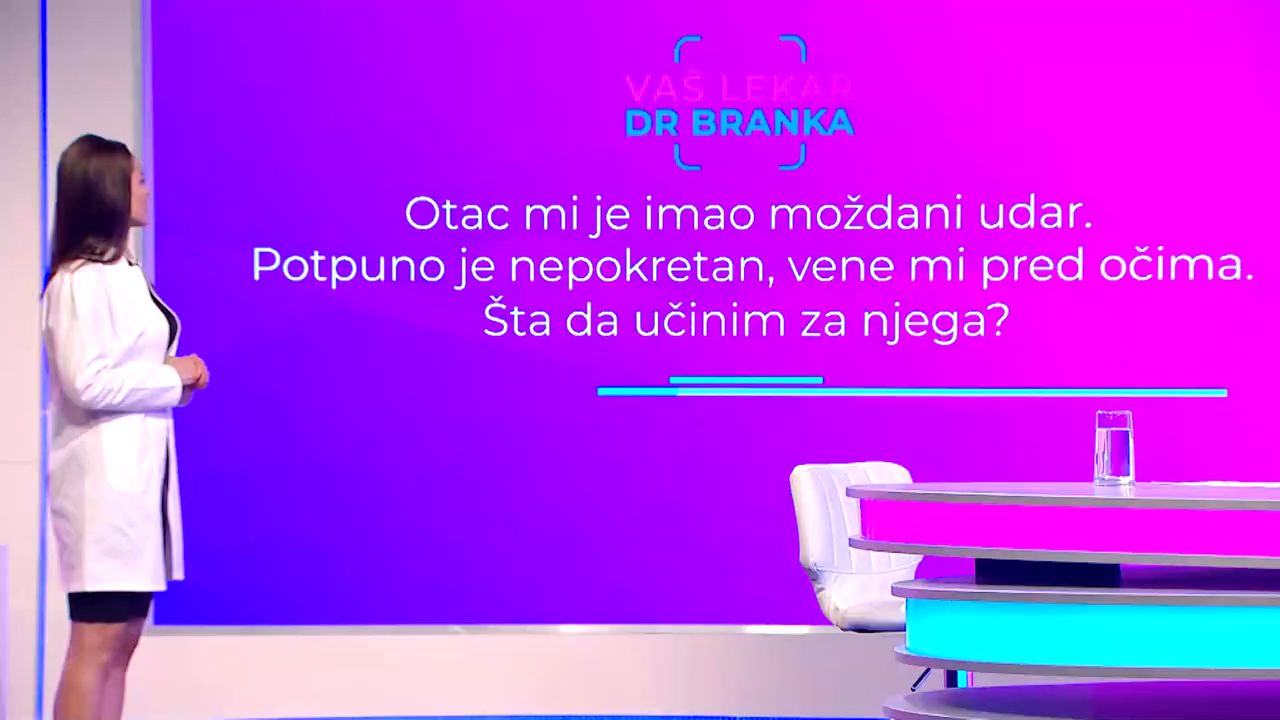 VAŠ LEKAR
DR BRANKA
Otac mi je imao moždani udar.
Potpuno je nepokretan, vene mi pred očima.
Šta da učinim za njega?